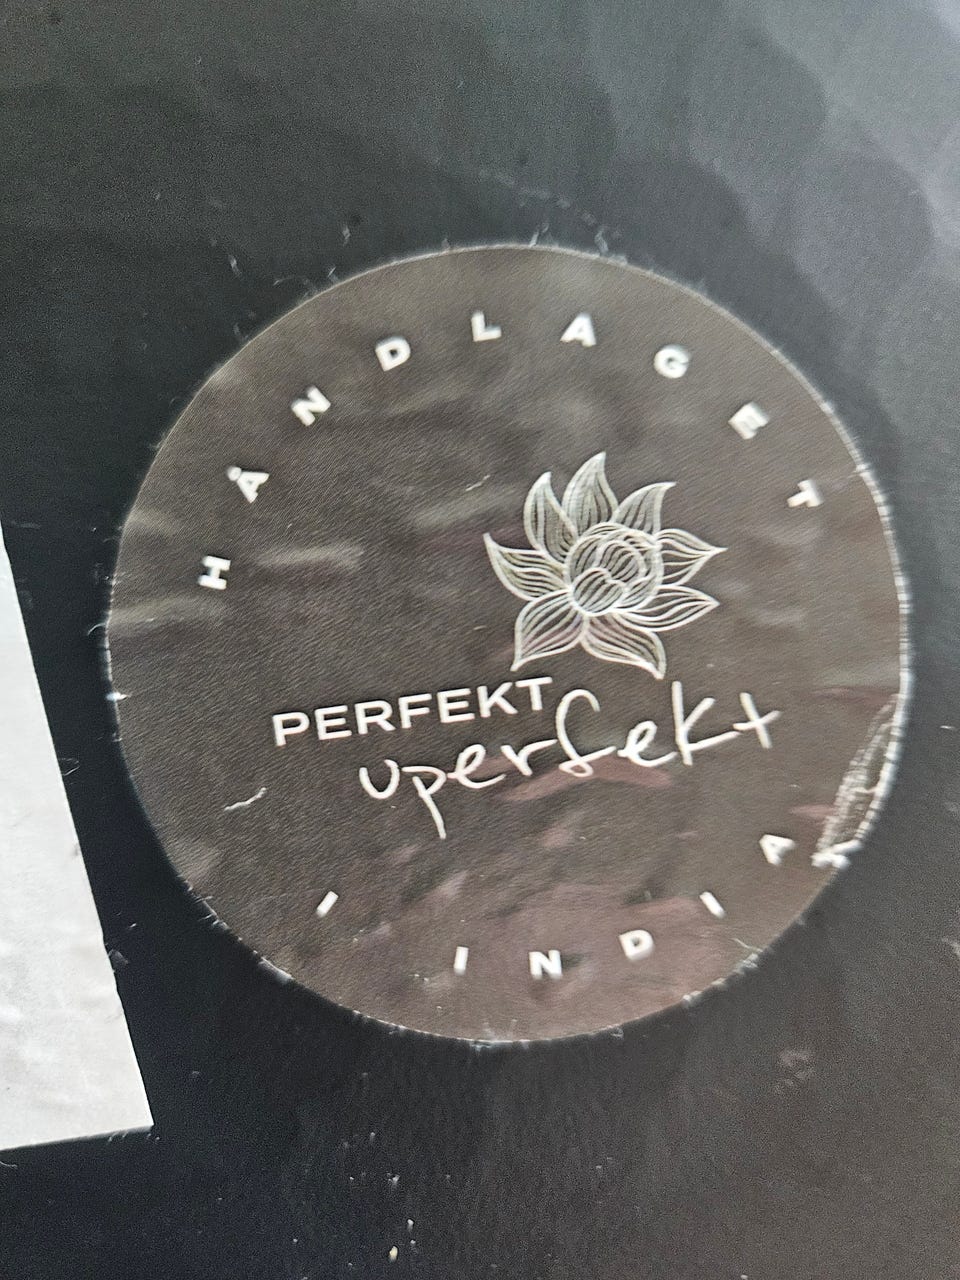 HÅNDLAGET
PERFEKT
uperfekt
I INDIA